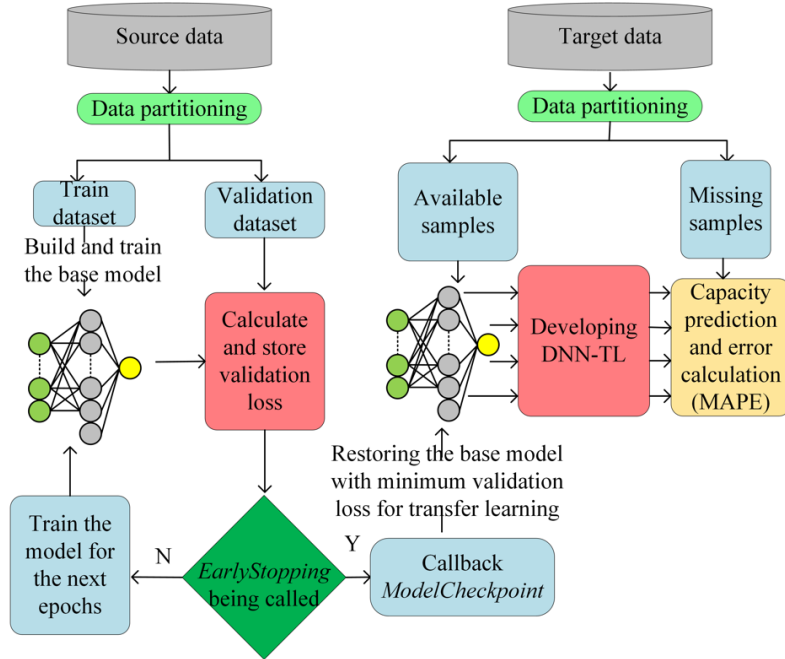 Source data
Data partitioning
Train
dataset
Validation
dataset
Build and train
the base model
Calculate
and store
validation
loss
Train the
model for
the next
epochs
N
EarlyStopping
being called
Y
Callback
ModelCheckpoint
Restoring the base model
with minimum validation
loss for transfer learning
Target data
Data partitioning
Available
samples
Missing
samples
Developing
DNN-TL
Capacity
prediction
and error
calculation
(MAPE)